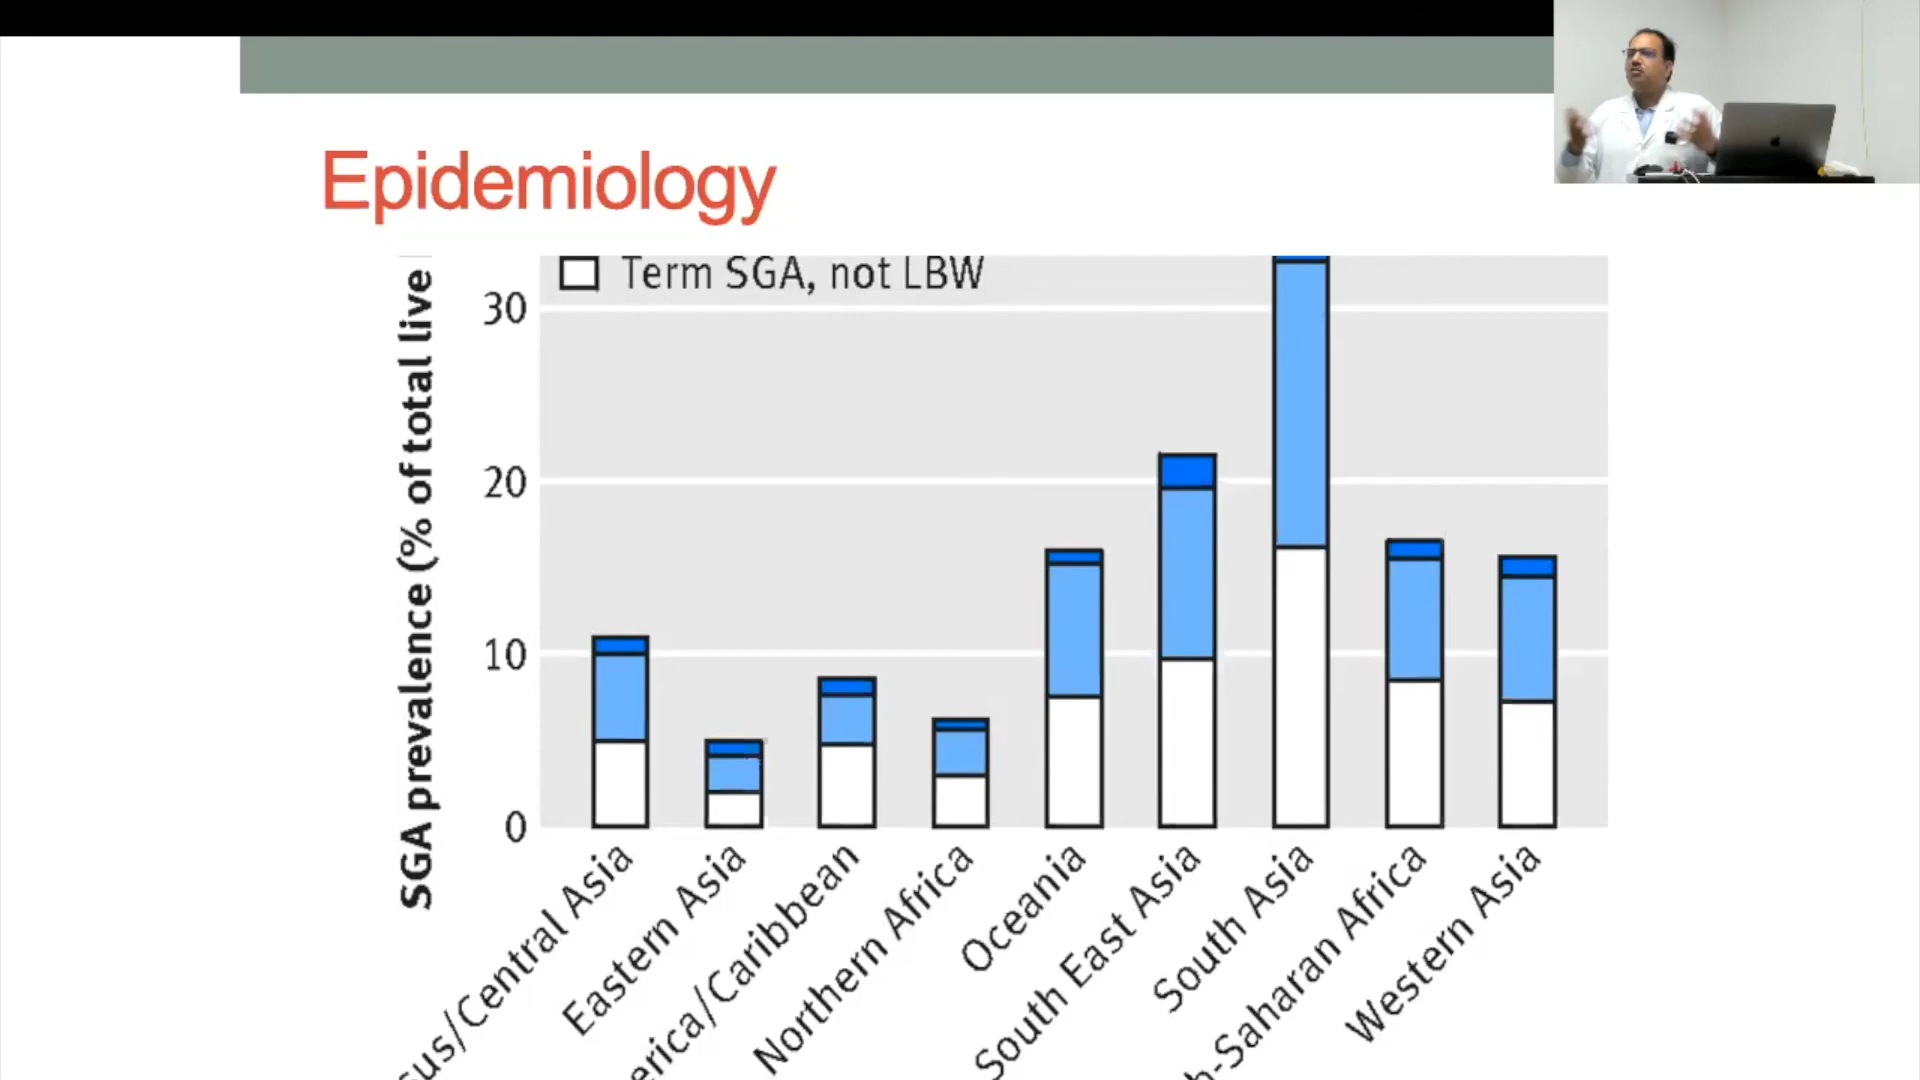 Epidemiology
Term SGA, not LBW
SGA prevalence (% of total live
30
20
10
0
sus/Central Asia
Eastern Asia
erica/Caribbean
Northern Africa
Oceania
South East Asia
South Asia
b-Saharan Africa
Western Asia